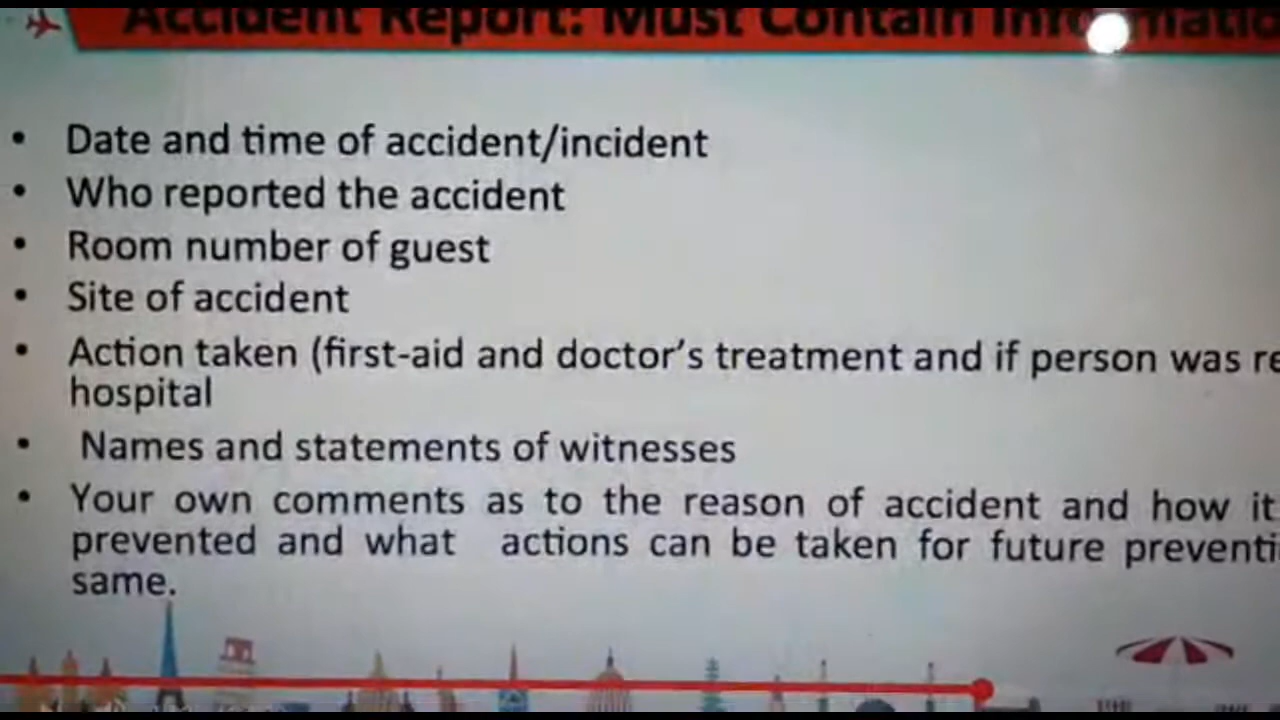 Accident Report: Must Contain
• Date and time of accident/incident
• Who reported the accident
• Room number of guest
• Site of accident
• Action taken (first-aid and doctor's treatment and if person was
hospital
• Names and statements of witnesses
• Your own comments as to the reason of accident and how it
prevented and what actions can be taken for future
same.